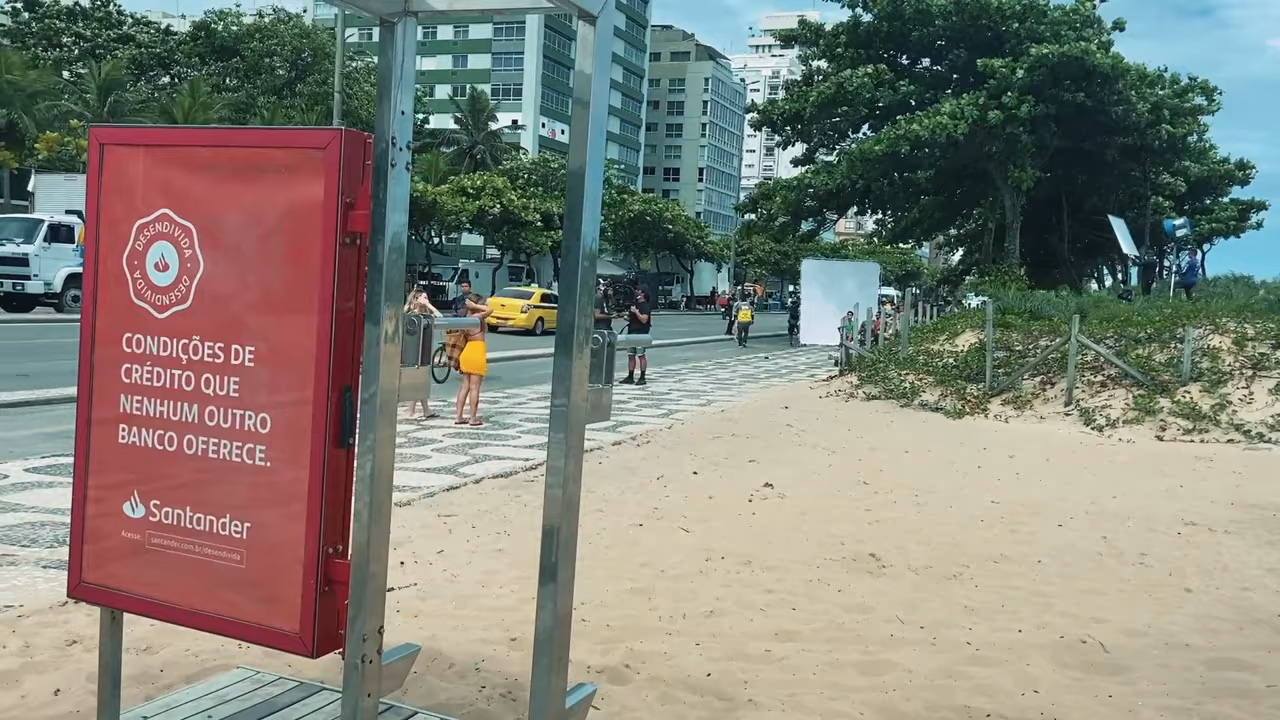 DESENDIVIDA
DESENDIVIDA
CONDIÇÕES DE
CRÉDITO QUE
NENHUM OUTRO
BANCO OFERECE.
Santander
Acesse: santander.com.br/desendivida